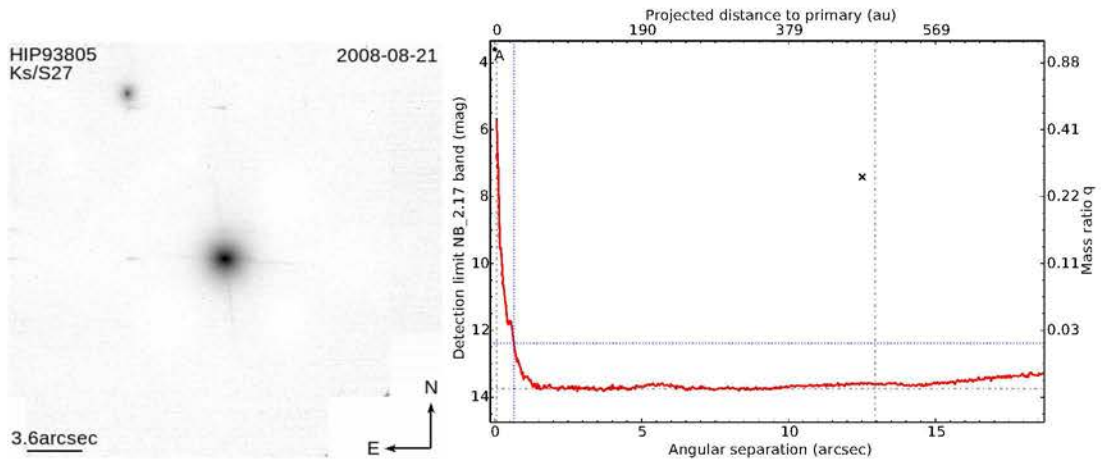 HIP93805 2008-08-21
Ks/S27
3.6arcsec
N
E
Projected distance to primary (au)
0 190 379 569
A
4 0.88
6 0.41
8 0.22
10 0.11
12 0.03
14
Detection limit NB_2.17 band (mag)
Mass ratio q
0 5 10 15
Angular separation (arcsec)